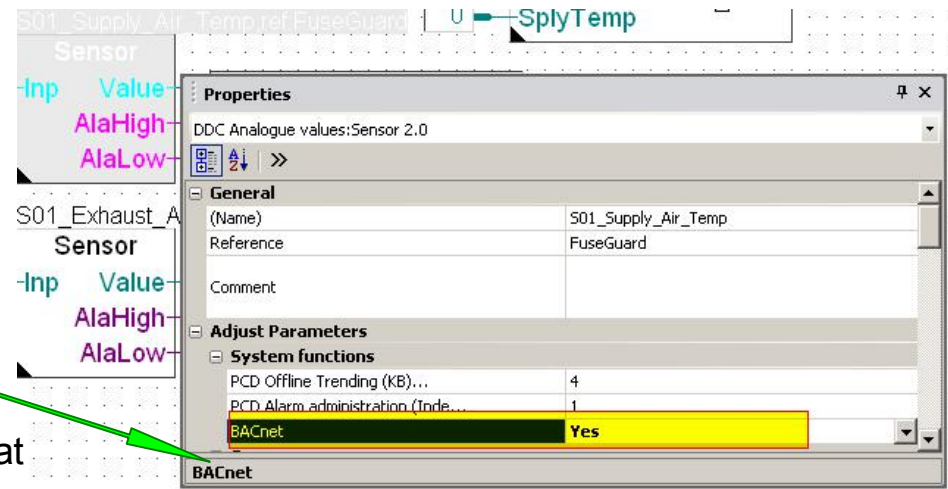 S01_Supply_Air_Temp,ref:FuseGuard
U SplyTemp
Sensor
Inp Value
AlaHigh
AlaLow
S01_Exhaust_A
Sensor
Inp Value
AlaHigh
AlaLow
at
Properties
DDC Analogue values:Sensor 2.0
General
(Name) S01_Supply_Air_Temp
Reference FuseGuard
Comment
Adjust Parameters
System functions
PCD Offline Trending (KB)... 4
PCD Alarm administration (Inde... 1
BACnet Yes
BACnet